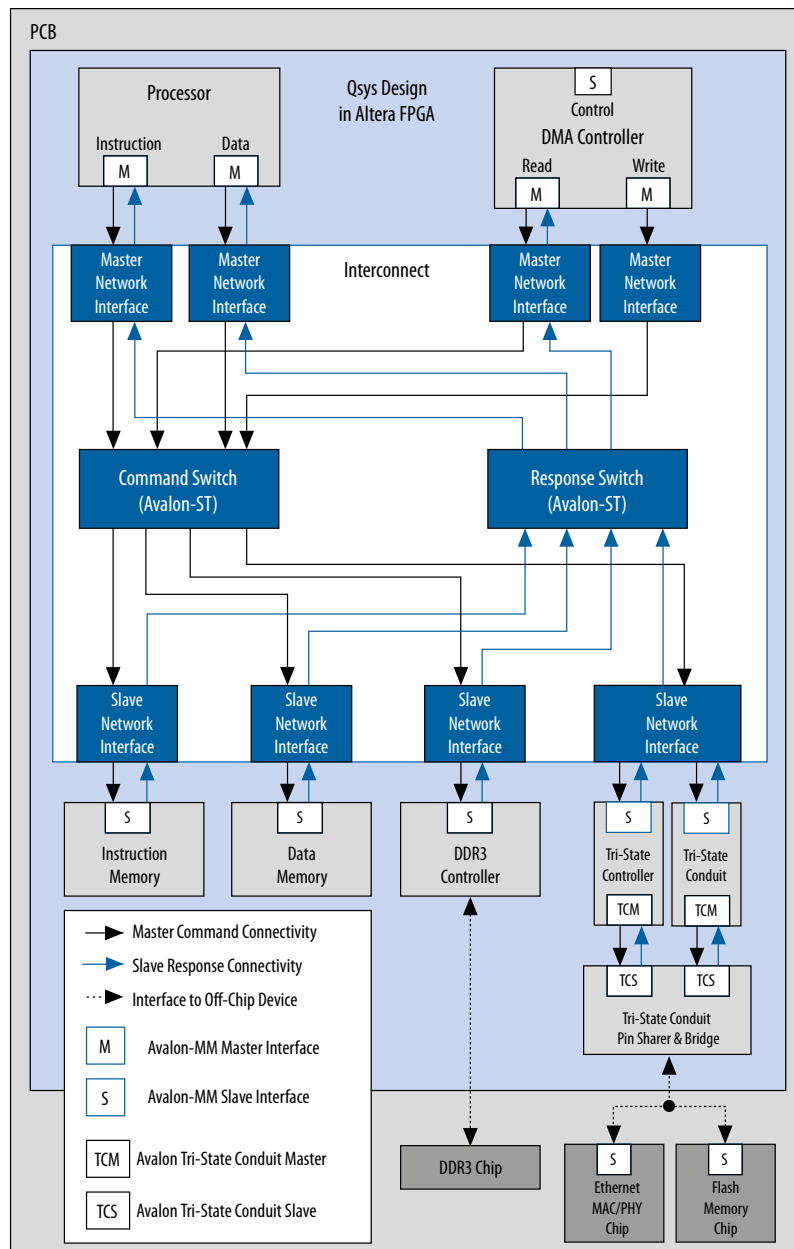 PCB
Processor
Qsys Design
in Altera FPGA
S
Control
DMA Controller
Instruction
Data
Read
Write
M
M
M
M
Master
Network
Interface
Master
Network
Interface
Interconnect
Master
Network
Interface
Master
Network
Interface
Command Switch
(Avalon-ST)
Response Switch
(Avalon-ST)
Slave
Network
Interface
Slave
Network
Interface
Slave
Network
Interface
Slave
Network
Interface
S
Instruction
Memory
S
Data
Memory
S
DDR3
Controller
S
Tri-State
Controller
TCM
S
Tri-State
Conduit
TCM
TCS
TCS
Tri-State Conduit
Pin Sharer & Bridge
Master Command Connectivity
Slave Response Connectivity
Interface to Off-Chip Device
M
Avalon-MM Master Interface
S
Avalon-MM Slave Interface
TCM
Avalon Tri-State Conduit Master
TCS
Avalon Tri-State Conduit Slave
DDR3 Chip
S
Ethernet
MAC/PHY
Chip
S
Flash
Memory
Chip